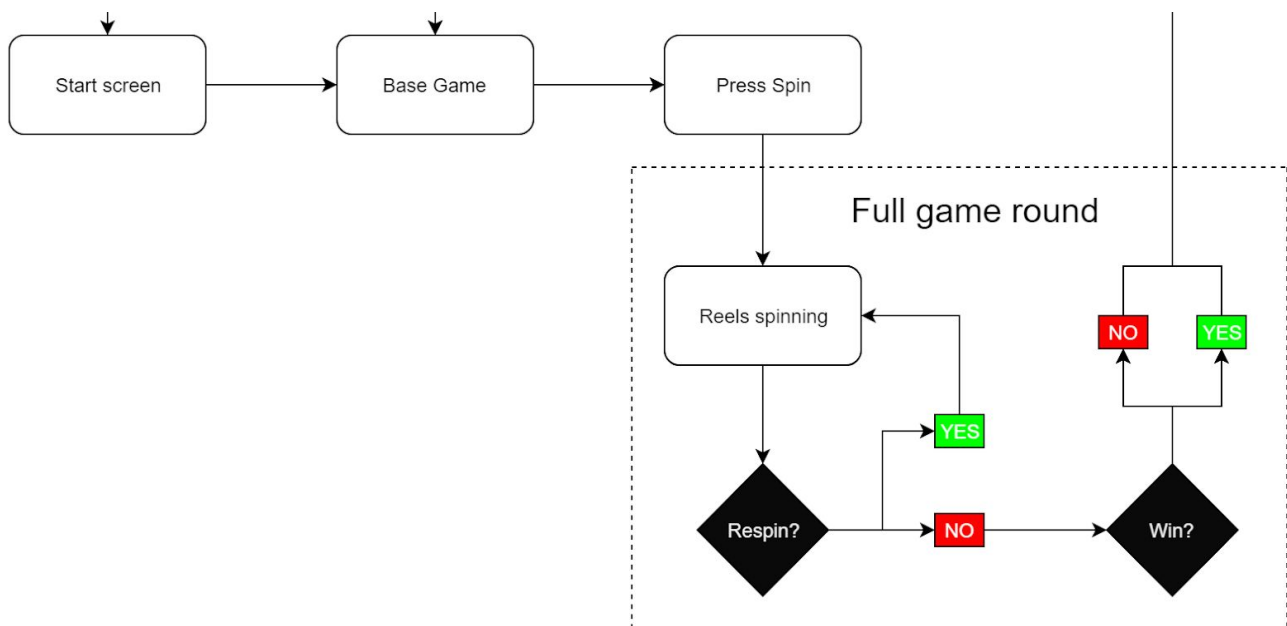 Start screen
Base Game
Press Spin
Full game round
Reels spinning
NO
YES
YES
Respin?
NO
Win?